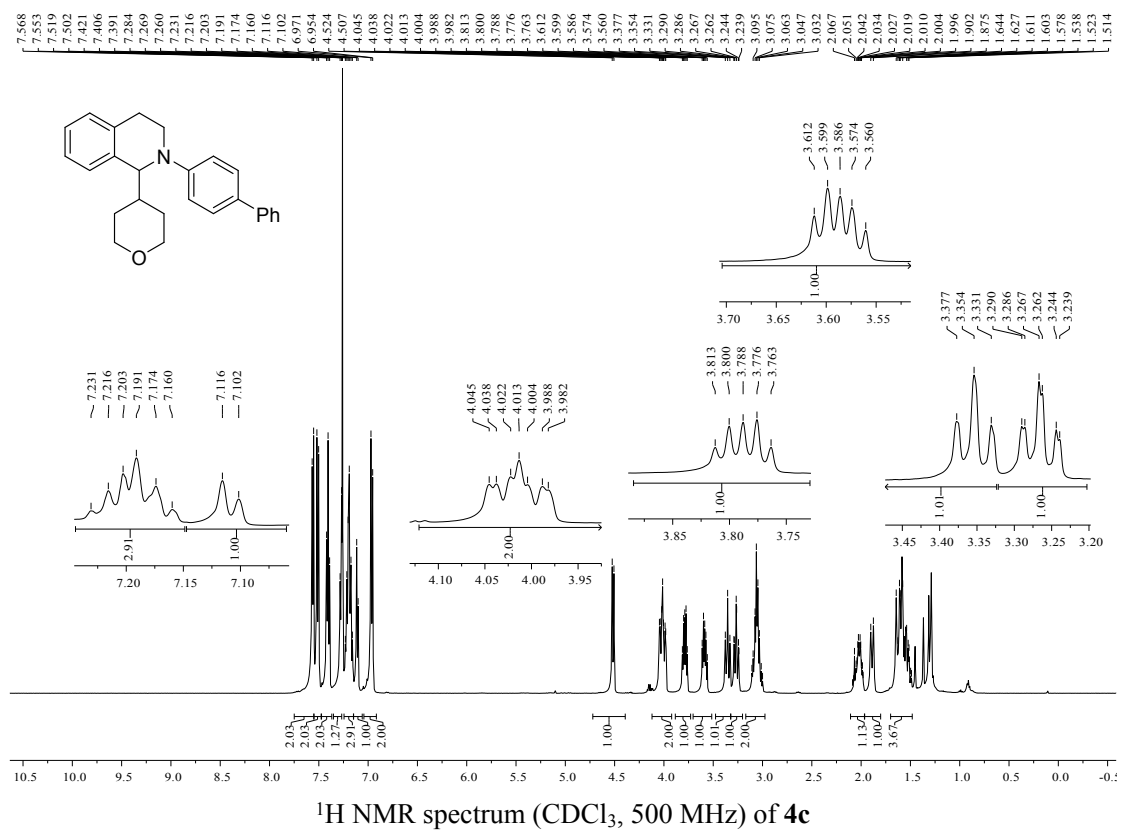 7.568 7.553 7.519 7.502 7.421 7.406 7.391 7.284 7.269 7.260 7.231 7.216 7.203 7.191 7.174 7.160 7.116 7.102 6.971 6.954 4.524 4.507 4.045 4.038 4.022 4.013 4.004 3.988 3.982 3.813 3.800 3.788 3.776 3.763 3.612 3.599 3.586 3.574 3.560 3.377 3.354 3.331 3.290 3.286 3.267 3.262 3.244 3.239 3.095 3.075 3.063 3.047 3.032 2.067 2.051 2.042 2.034 2.027 2.019 2.010 2.004 1.996 1.902 1.875 1.644 1.627 1.611 1.603 1.578 1.538 1.523 1.514
N
Ph
O
3.612 3.599 3.586 3.574 3.560
1.00
3.70 3.65 3.60 3.55
3.377 3.354 3.331 3.290 3.286 3.267 3.262 3.244 3.239
1.01 1.00
3.45 3.40 3.35 3.30 3.25 3.20
7.231 7.216 7.203 7.191 7.174 7.160 7.116 7.102
2.91 1.00
7.20 7.15 7.10
4.045 4.038 4.022 4.013 4.004 3.988 3.982
2.00
4.10 4.05 4.00 3.95
3.813 3.800 3.788 3.776 3.763
1.00
3.85 3.80 3.75
2.03 2.03 2.03 1.27 2.91 1.00 2.00 1.00 2.00 1.00 1.00 1.01 1.00 2.00 1.13 1.00 3.67
10.5 10.0 9.5 9.0 8.5 8.0 7.5 7.0 6.5 6.0 5.5 5.0 4.5 4.0 3.5 3.0 2.5 2.0 1.5 1.0 0.5 0.0 -0.5
¹H NMR spectrum (CDCl₃, 500 MHz) of 4c